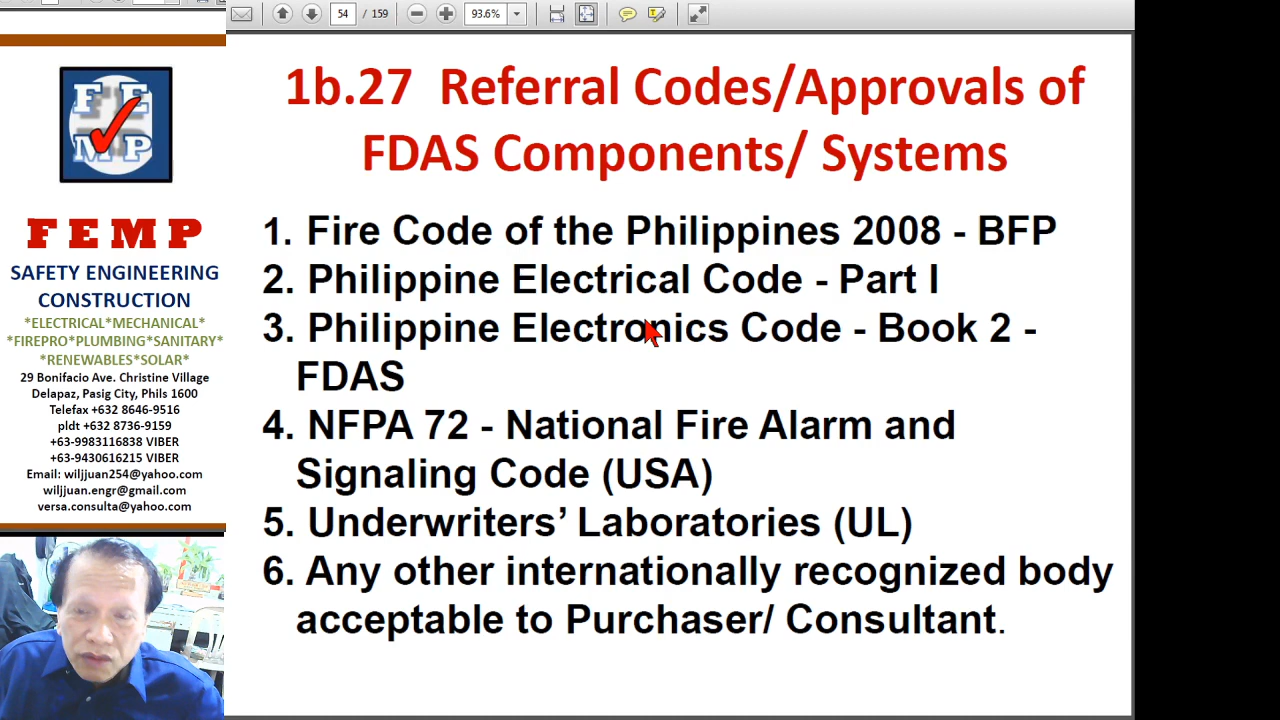 54 / 159
93.6%
F E
M P
F E M P
SAFETY ENGINEERING
CONSTRUCTION
*ELECTRICAL*MECHANICAL*
*FIREPRO*PLUMBING*SANITARY*
*RENEWABLES*SOLAR*
29 Bonifacio Ave. Christine Village
Delapaz, Pasig City, Phils 1600
Telefax +632 8646-9516
pldt +632 8736-9159
+63-9983116838 VIBER
+63-9430616215 VIBER
Email: wiljjuan254@yahoo.com
wiljjuan.engr@gmail.com
versa.consulta@yahoo.com
1b.27 Referral Codes/Approvals of
FDAS Components/ Systems
1. Fire Code of the Philippines 2008 - BFP
2. Philippine Electrical Code - Part I
3. Philippine Electronics Code - Book 2 -
FDAS
4. NFPA 72 - National Fire Alarm and
Signaling Code (USA)
5. Underwriters’ Laboratories (UL)
6. Any other internationally recognized body
acceptable to Purchaser/ Consultant.